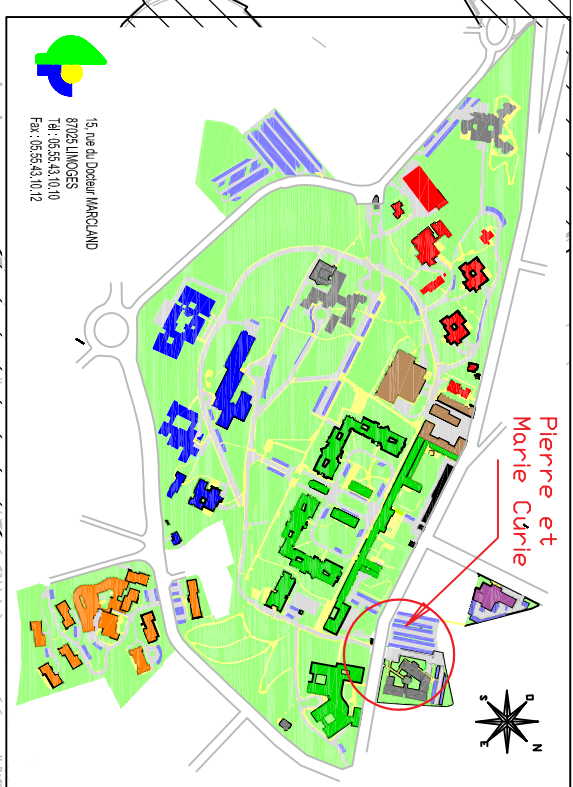 15, rue du Docteur MARCLAND
87025 LIMOGES
Tél : 05.55.43.10.10
Fax : 05.55.43.10.12
Pierre et
Marie Curie
O
N
S
E